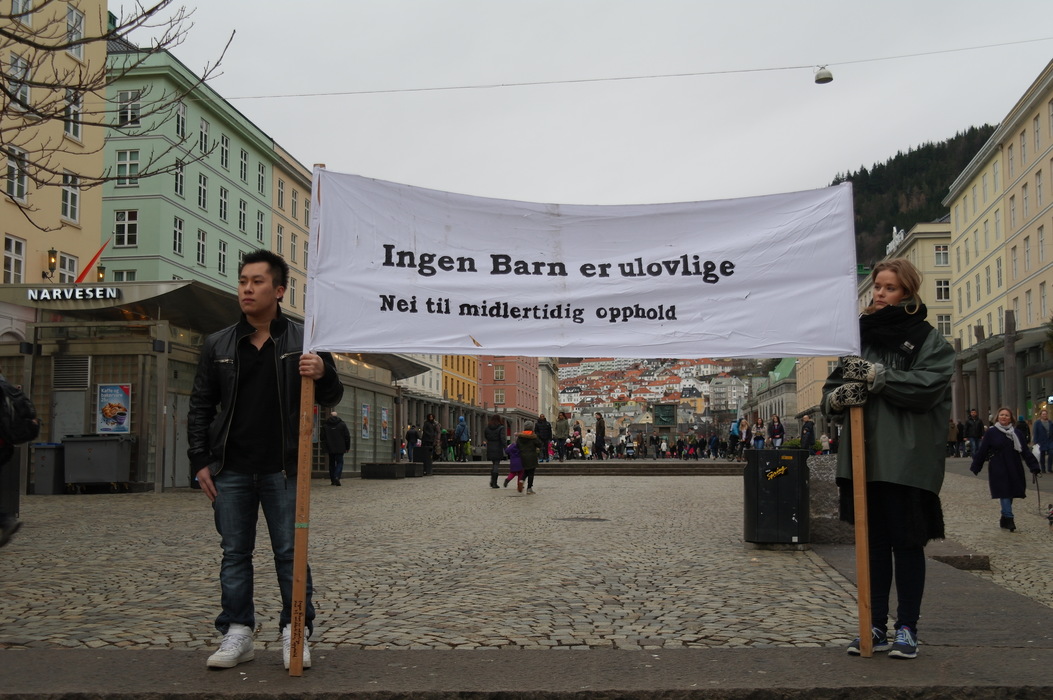 NARVESEN
Ingen Barn er ulovlige
Nei til midlertidig opphold